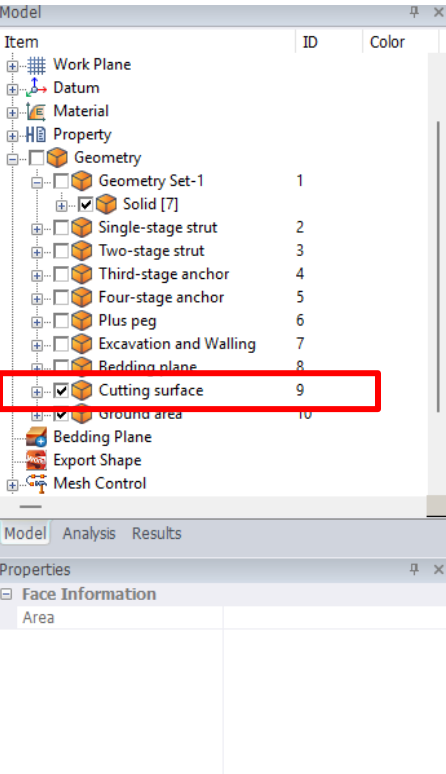 Model
Item ID Color
Work Plane
Datum
Material
Property
Geometry
Geometry Set-1 1
Solid [7]
Single-stage strut 2
Two-stage strut 3
Third-stage anchor 4
Four-stage anchor 5
Plus peg 6
Excavation and Walling 7
Bedding plane 8
Cutting surface 9
Ground area 10
Bedding Plane
Export Shape
Mesh Control
Model Analysis Results
Properties
Face Information
Area